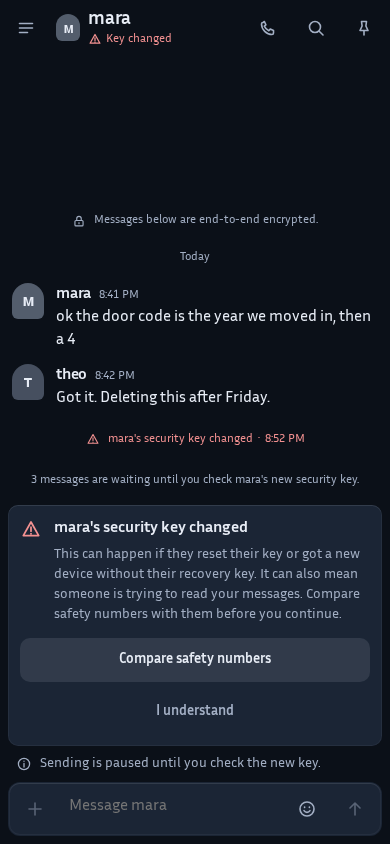 M
mara
Key changed
Messages below are end-to-end encrypted.
Today
M
mara 8:41 PM
ok the door code is the year we moved in, then
a 4
T
theo 8:42 PM
Got it. Deleting this after Friday.
mara's security key changed · 8:52 PM
3 messages are waiting until you check mara's new security key.
mara's security key changed
This can happen if they reset their key or got a new
device without their recovery key. It can also mean
someone is trying to read your messages. Compare
safety numbers with them before you continue.
Compare safety numbers
I understand
Sending is paused until you check the new key.
Message mara